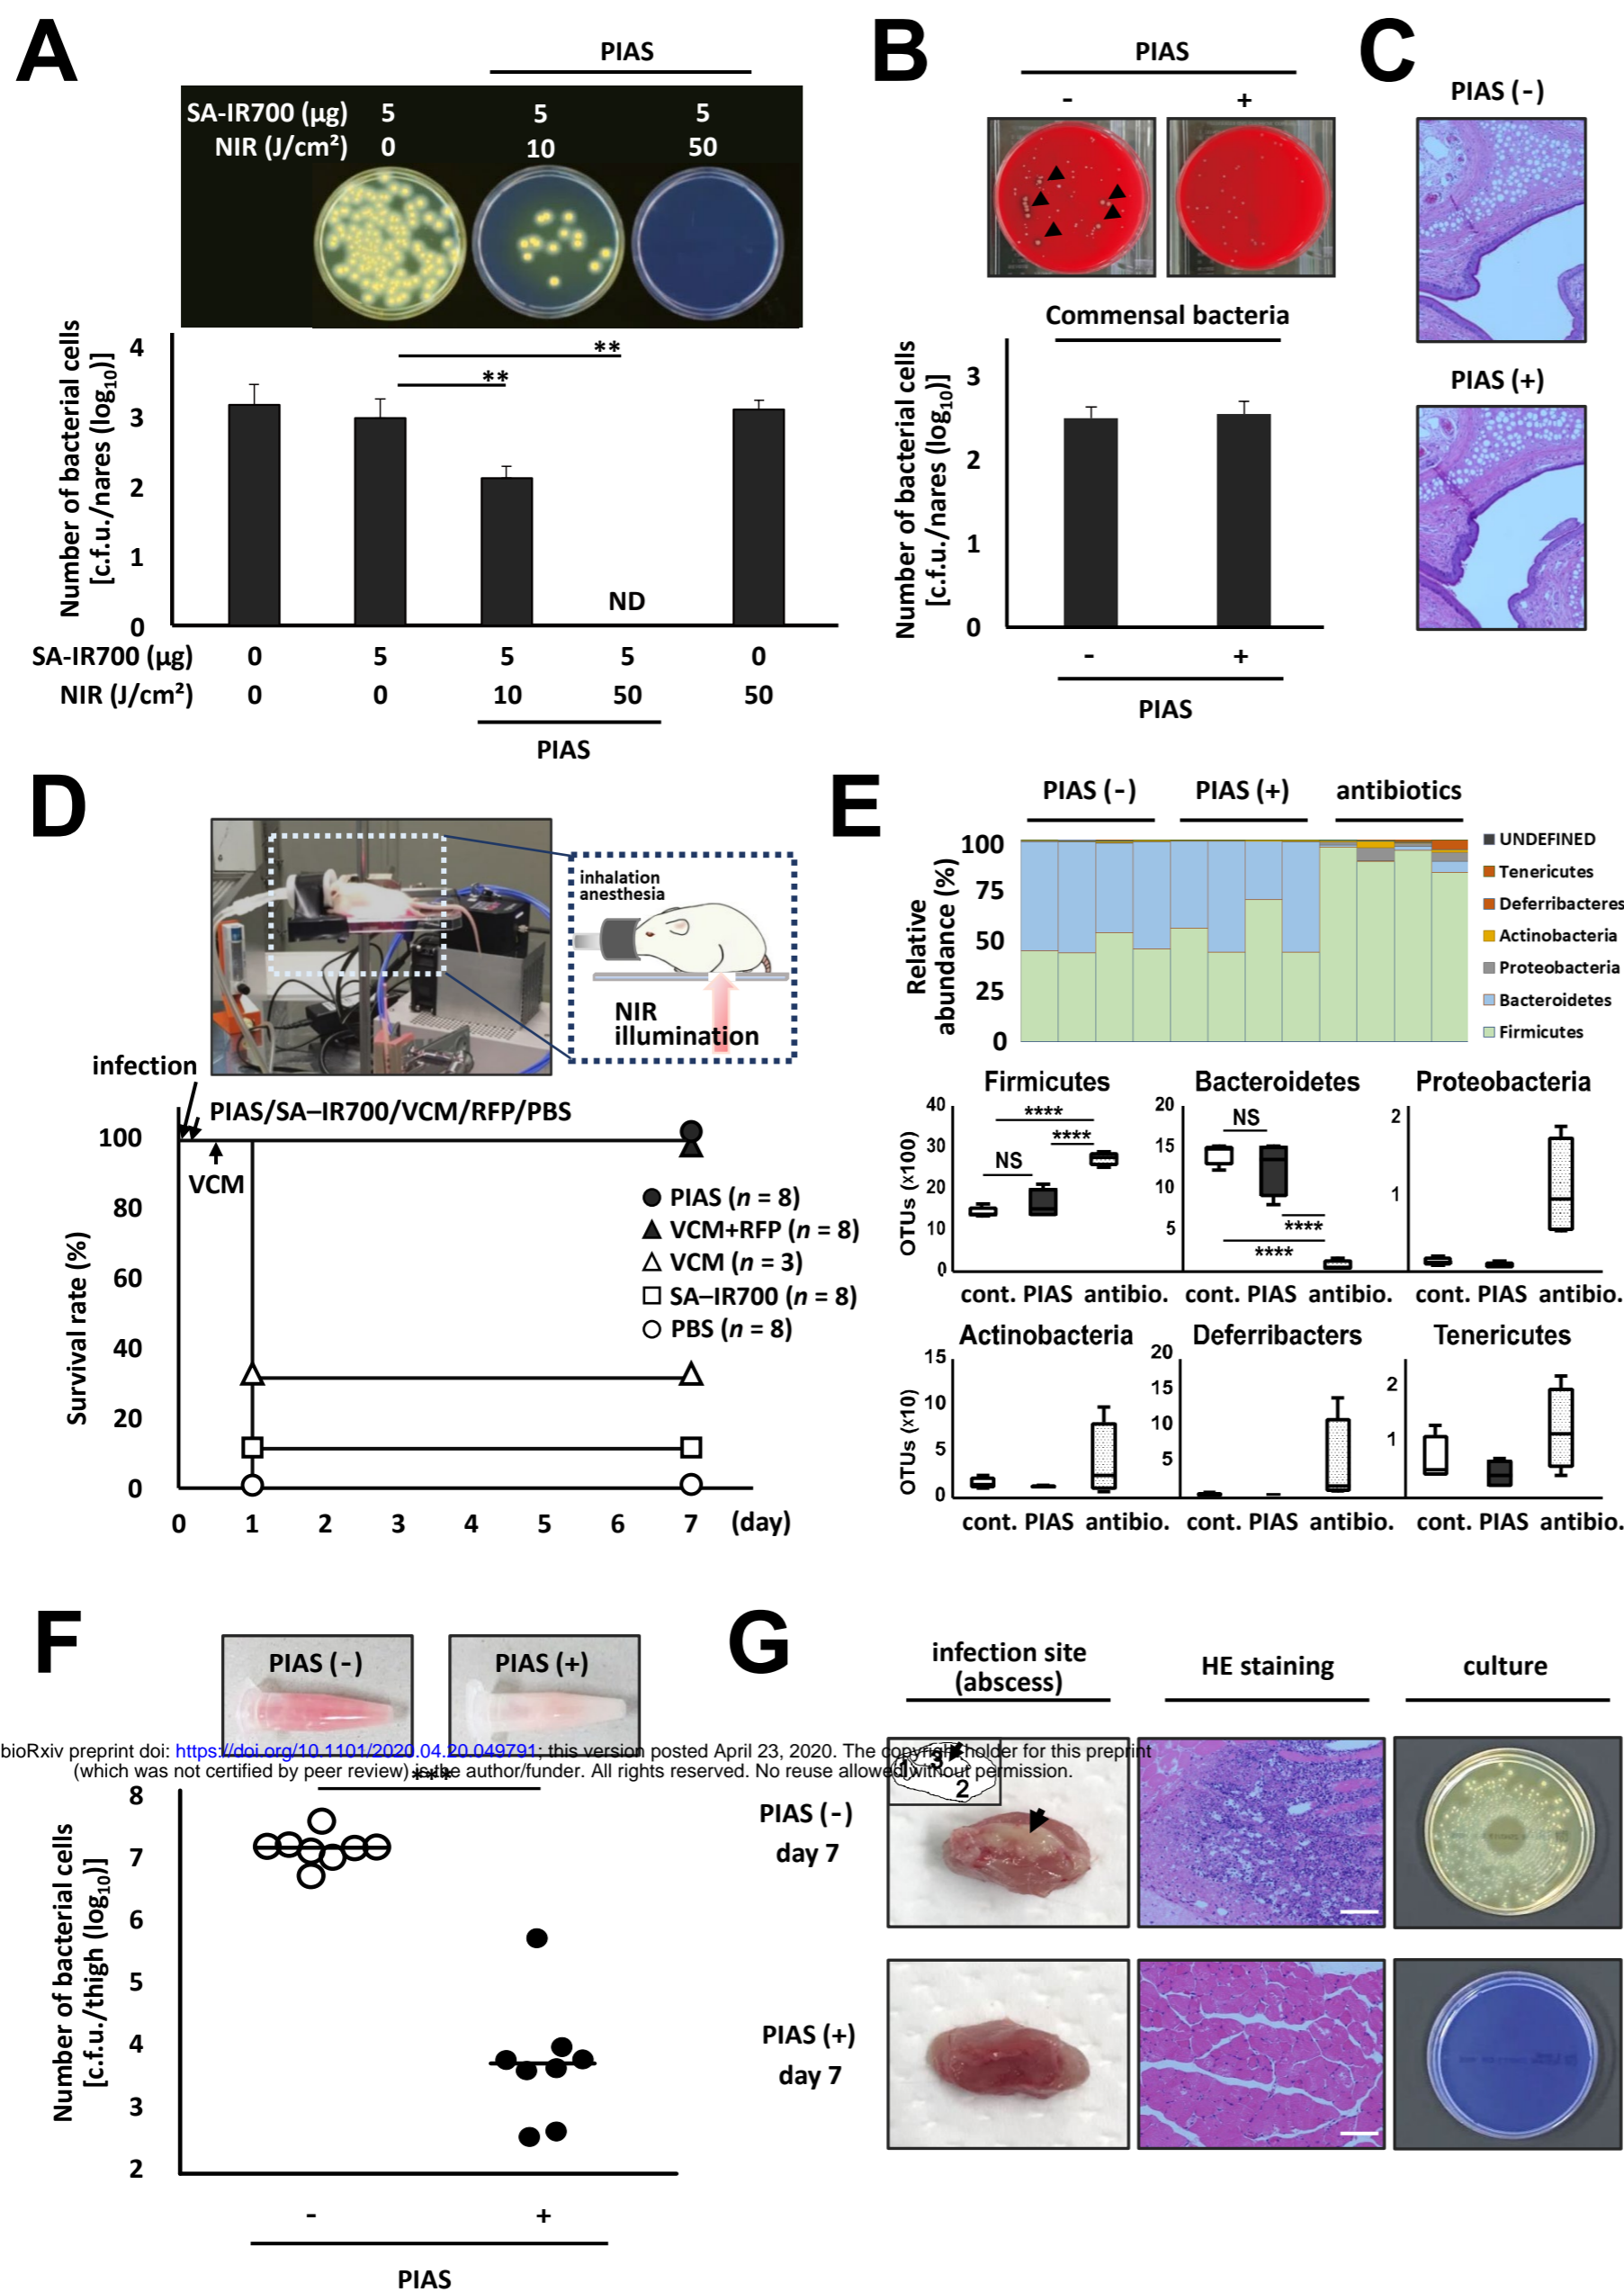 A
PIAS
SA-IR700 (µg) 5 5 5
NIR (J/cm²) 0 10 50
Number of bacterial cells
[c.f.u./nares (log10)]
4
3
2
1
0
**
**
ND
SA-IR700 (µg) 0 5 5 5 0
NIR (J/cm²) 0 0 10 50 50
PIAS
B
PIAS
- +
Commensal bacteria
Number of bacterial cells
[c.f.u./nares (log10)]
3
2
1
0
- +
PIAS
C
PIAS (-)
PIAS (+)
D
inhalation
anesthesia
NIR
illumination
infection
PIAS/SA–IR700/VCM/RFP/PBS
VCM
Survival rate (%)
100
80
60
40
20
0
PIAS (n = 8)
VCM+RFP (n = 8)
VCM (n = 3)
SA–IR700 (n = 8)
PBS (n = 8)
0 1 2 3 4 5 6 7 (day)
E
PIAS (-) PIAS (+) antibiotics
Relative
abundance (%)
100
75
50
25
0
UNDEFINED
Tenericutes
Deferribacteres
Actinobacteria
Proteobacteria
Bacteroidetes
Firmicutes
Firmicutes Bacteroidetes Proteobacteria
OTUs (x100)
40
30
20
10
0
NS
****
****
20
15
10
5
NS
****
****
2
1
cont. PIAS antibio. cont. PIAS antibio. cont. PIAS antibio.
Actinobacteria Deferribacters Tenericutes
OTUs (x10)
15
10
5
0
20
15
10
5
2
1
cont. PIAS antibio. cont. PIAS antibio. cont. PIAS antibio.
F
PIAS (-) PIAS (+)
bioRxiv preprint doi: https://doi.org/10.1101/2020.04.20.049791; this version posted April 23, 2020. The copyright holder for this preprint
(which was not certified by peer review) is the author/funder. All rights reserved. No reuse allowed without permission.
***
Number of bacterial cells
[c.f.u./thigh (log10)]
8
7
6
5
4
3
2
- +
PIAS
G
infection site
(abscess)
HE staining
culture
1 3
2
PIAS (-)
day 7
PIAS (+)
day 7